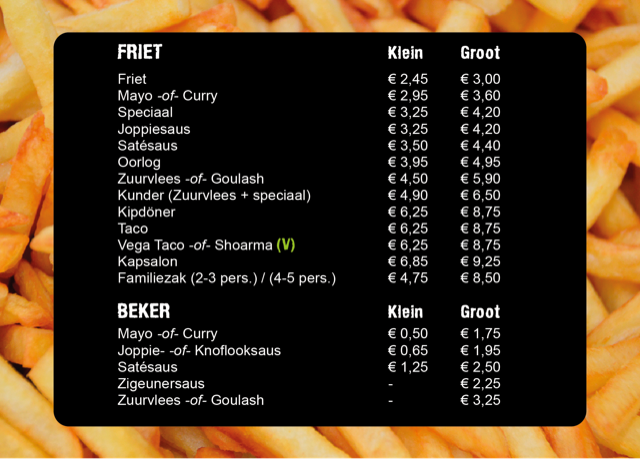 FRIET Klein Groot
Friet € 2,45 € 3,00
Mayo -of- Curry € 2,95 € 3,60
Speciaal € 3,25 € 4,20
Joppiesaus € 3,25 € 4,20
Satésaus € 3,50 € 4,40
Oorlog € 3,95 € 4,95
Zuurvlees -of- Goulash € 4,50 € 5,90
Kunder (Zuurvlees + speciaal) € 4,90 € 6,50
Kipdöner € 6,25 € 8,75
Taco € 6,25 € 8,75
Vega Taco -of- Shoarma (V) € 6,25 € 8,75
Kapsalon € 6,85 € 9,25
Familiezak (2-3 pers.) / (4-5 pers.) € 4,75 € 8,50
BEKER Klein Groot
Mayo -of- Curry € 0,50 € 1,75
Joppie- -of- Knoflooksaus € 0,65 € 1,95
Satésaus € 1,25 € 2,50
Zigeunersaus - € 2,25
Zuurvlees -of- Goulash - € 3,25